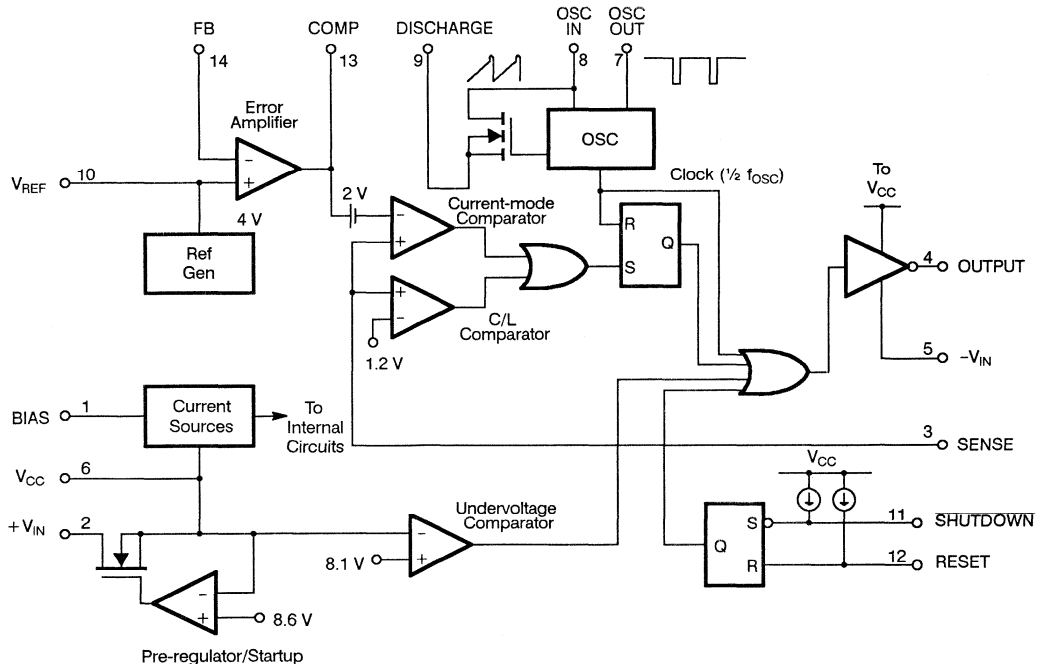 FB
COMP
DISCHARGE
OSC
IN
OSC
OUT
14
13
9
8
7
Error
Amplifier
−
+
OSC
VREF
10
4 V
Ref
Gen
2 V
−
+
Current-mode
Comparator
Clock (½ fOSC)
R
Q
S
To
VCC
4
OUTPUT
+
−
C/L
Comparator
1.2 V
5
−VIN
BIAS
1
Current
Sources
To
Internal
Circuits
3
SENSE
VCC
6
VCC
+VIN
2
Undervoltage
Comparator
−
+
8.1 V
S
Q
R
11
SHUTDOWN
12
RESET
−
+
8.6 V
Pre-regulator/Startup